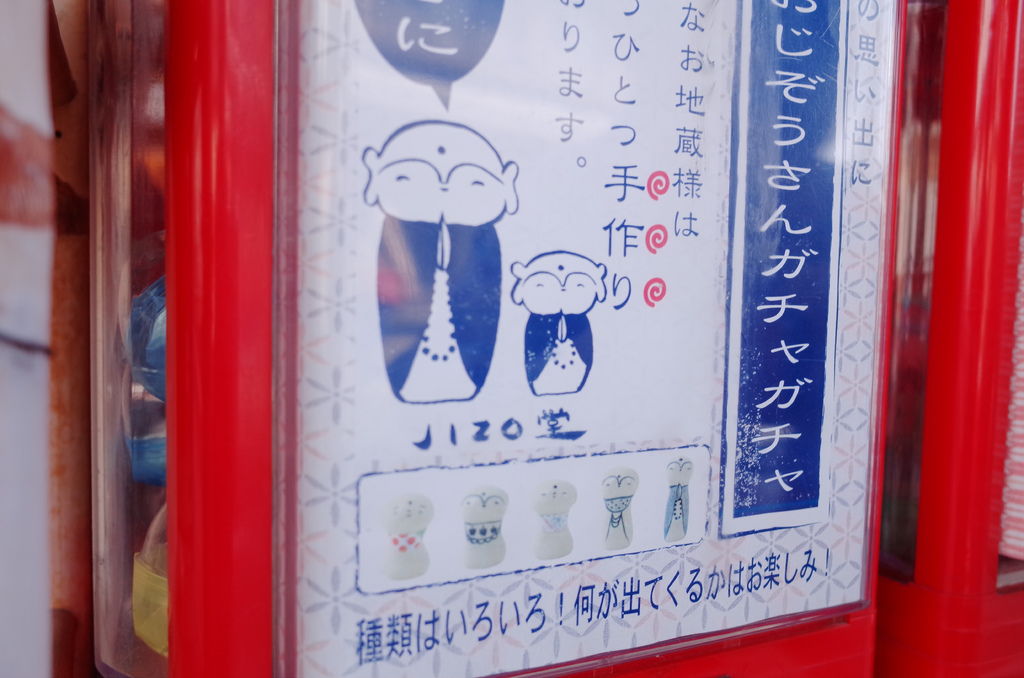 の思い出に
おじぞうさんガチャガチャ
なお地蔵様は
つひとつ手作り
おります。
に
JIZO堂
種類はいろいろ!何が出てくるかはお楽しみ!